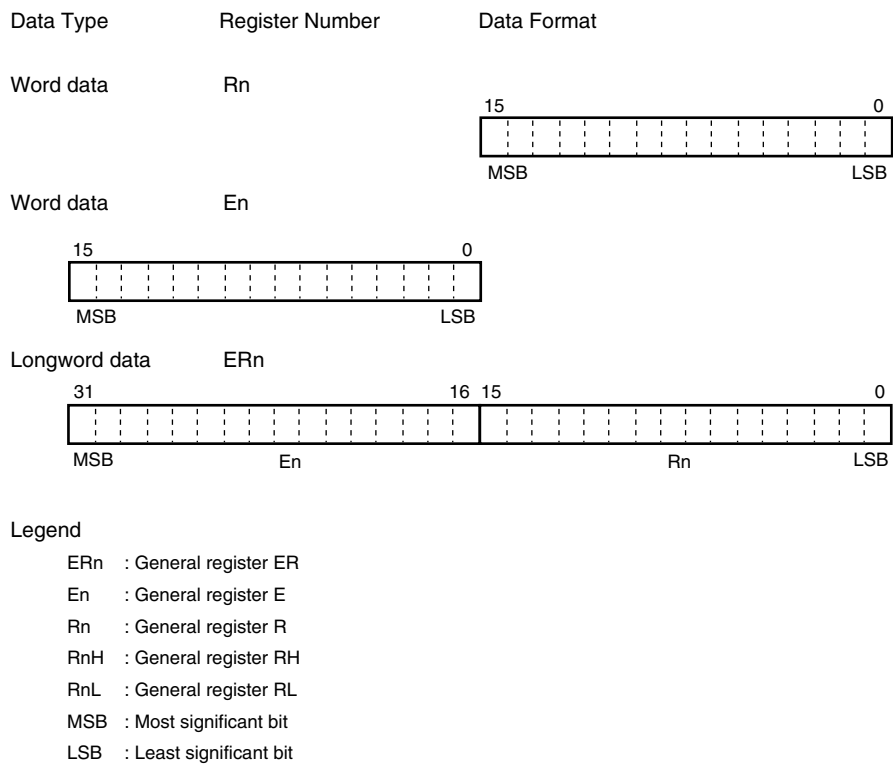 Data Type Register Number Data Format
Word data Rn
15 0
MSB LSB
Word data En
15 0
MSB LSB
Longword data ERn
31 16 15 0
MSB En Rn LSB
Legend
ERn : General register ER
En : General register E
Rn : General register R
RnH : General register RH
RnL : General register RL
MSB : Most significant bit
LSB : Least significant bit